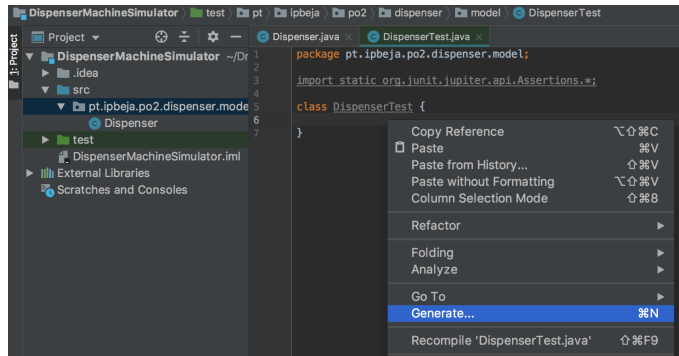 DispenserMachineSimulator test pt ipbeja po2 dispenser model DispenserTest
1: Project
Project
Dispenser.java
DispenserTest.java
DispenserMachineSimulator ~/Dr
.idea
src
pt.ipbeja.po2.dispenser.mode
Dispenser
test
DispenserMachineSimulator.iml
External Libraries
Scratches and Consoles
1 package pt.ipbeja.po2.dispenser.model;
2
3 import static org.junit.jupiter.api.Assertions.*;
4
5 class DispenserTest {
6
7 }
Copy Reference ⌥⇧⌘C
Paste ⌘V
Paste from History... ⇧⌘V
Paste without Formatting ⌥⇧⌘V
Column Selection Mode ⇧⌘8
Refactor
Folding
Analyze
Go To
Generate... ⌘N
Recompile 'DispenserTest.java' ⇧⌘F9